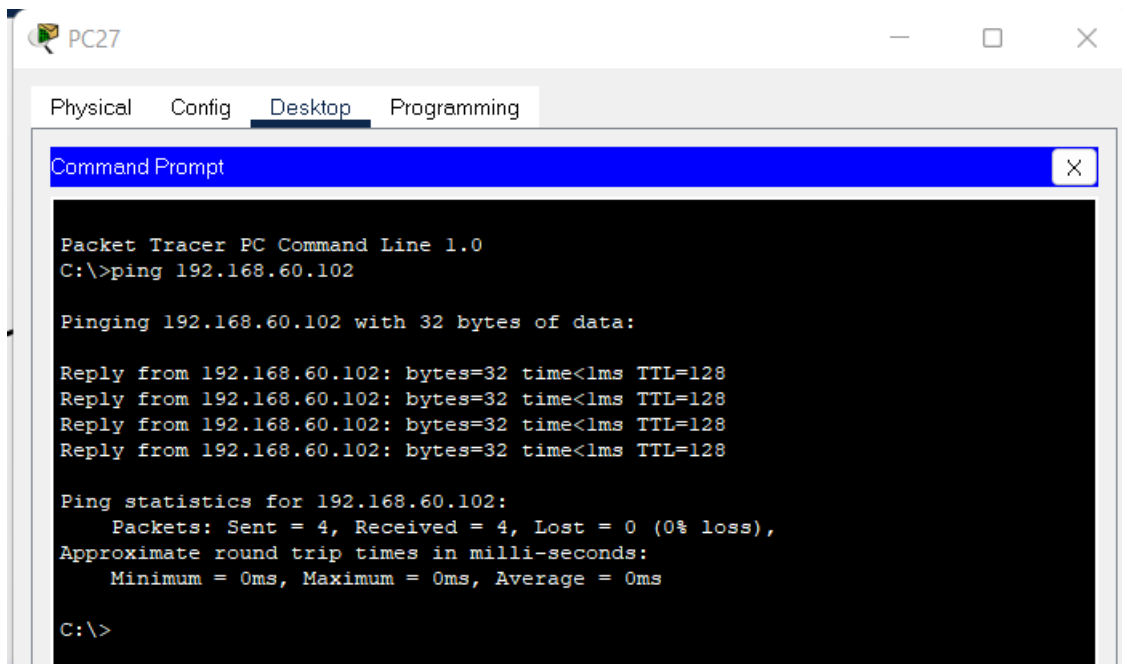 PC27
Physical Config Desktop Programming
Command Prompt
X
Packet Tracer PC Command Line 1.0
C:\>ping 192.168.60.102
Pinging 192.168.60.102 with 32 bytes of data:
Reply from 192.168.60.102: bytes=32 time<1ms TTL=128
Reply from 192.168.60.102: bytes=32 time<1ms TTL=128
Reply from 192.168.60.102: bytes=32 time<1ms TTL=128
Reply from 192.168.60.102: bytes=32 time<1ms TTL=128
Ping statistics for 192.168.60.102:
Packets: Sent = 4, Received = 4, Lost = 0 (0% loss),
Approximate round trip times in milli-seconds:
Minimum = 0ms, Maximum = 0ms, Average = 0ms
C:\>